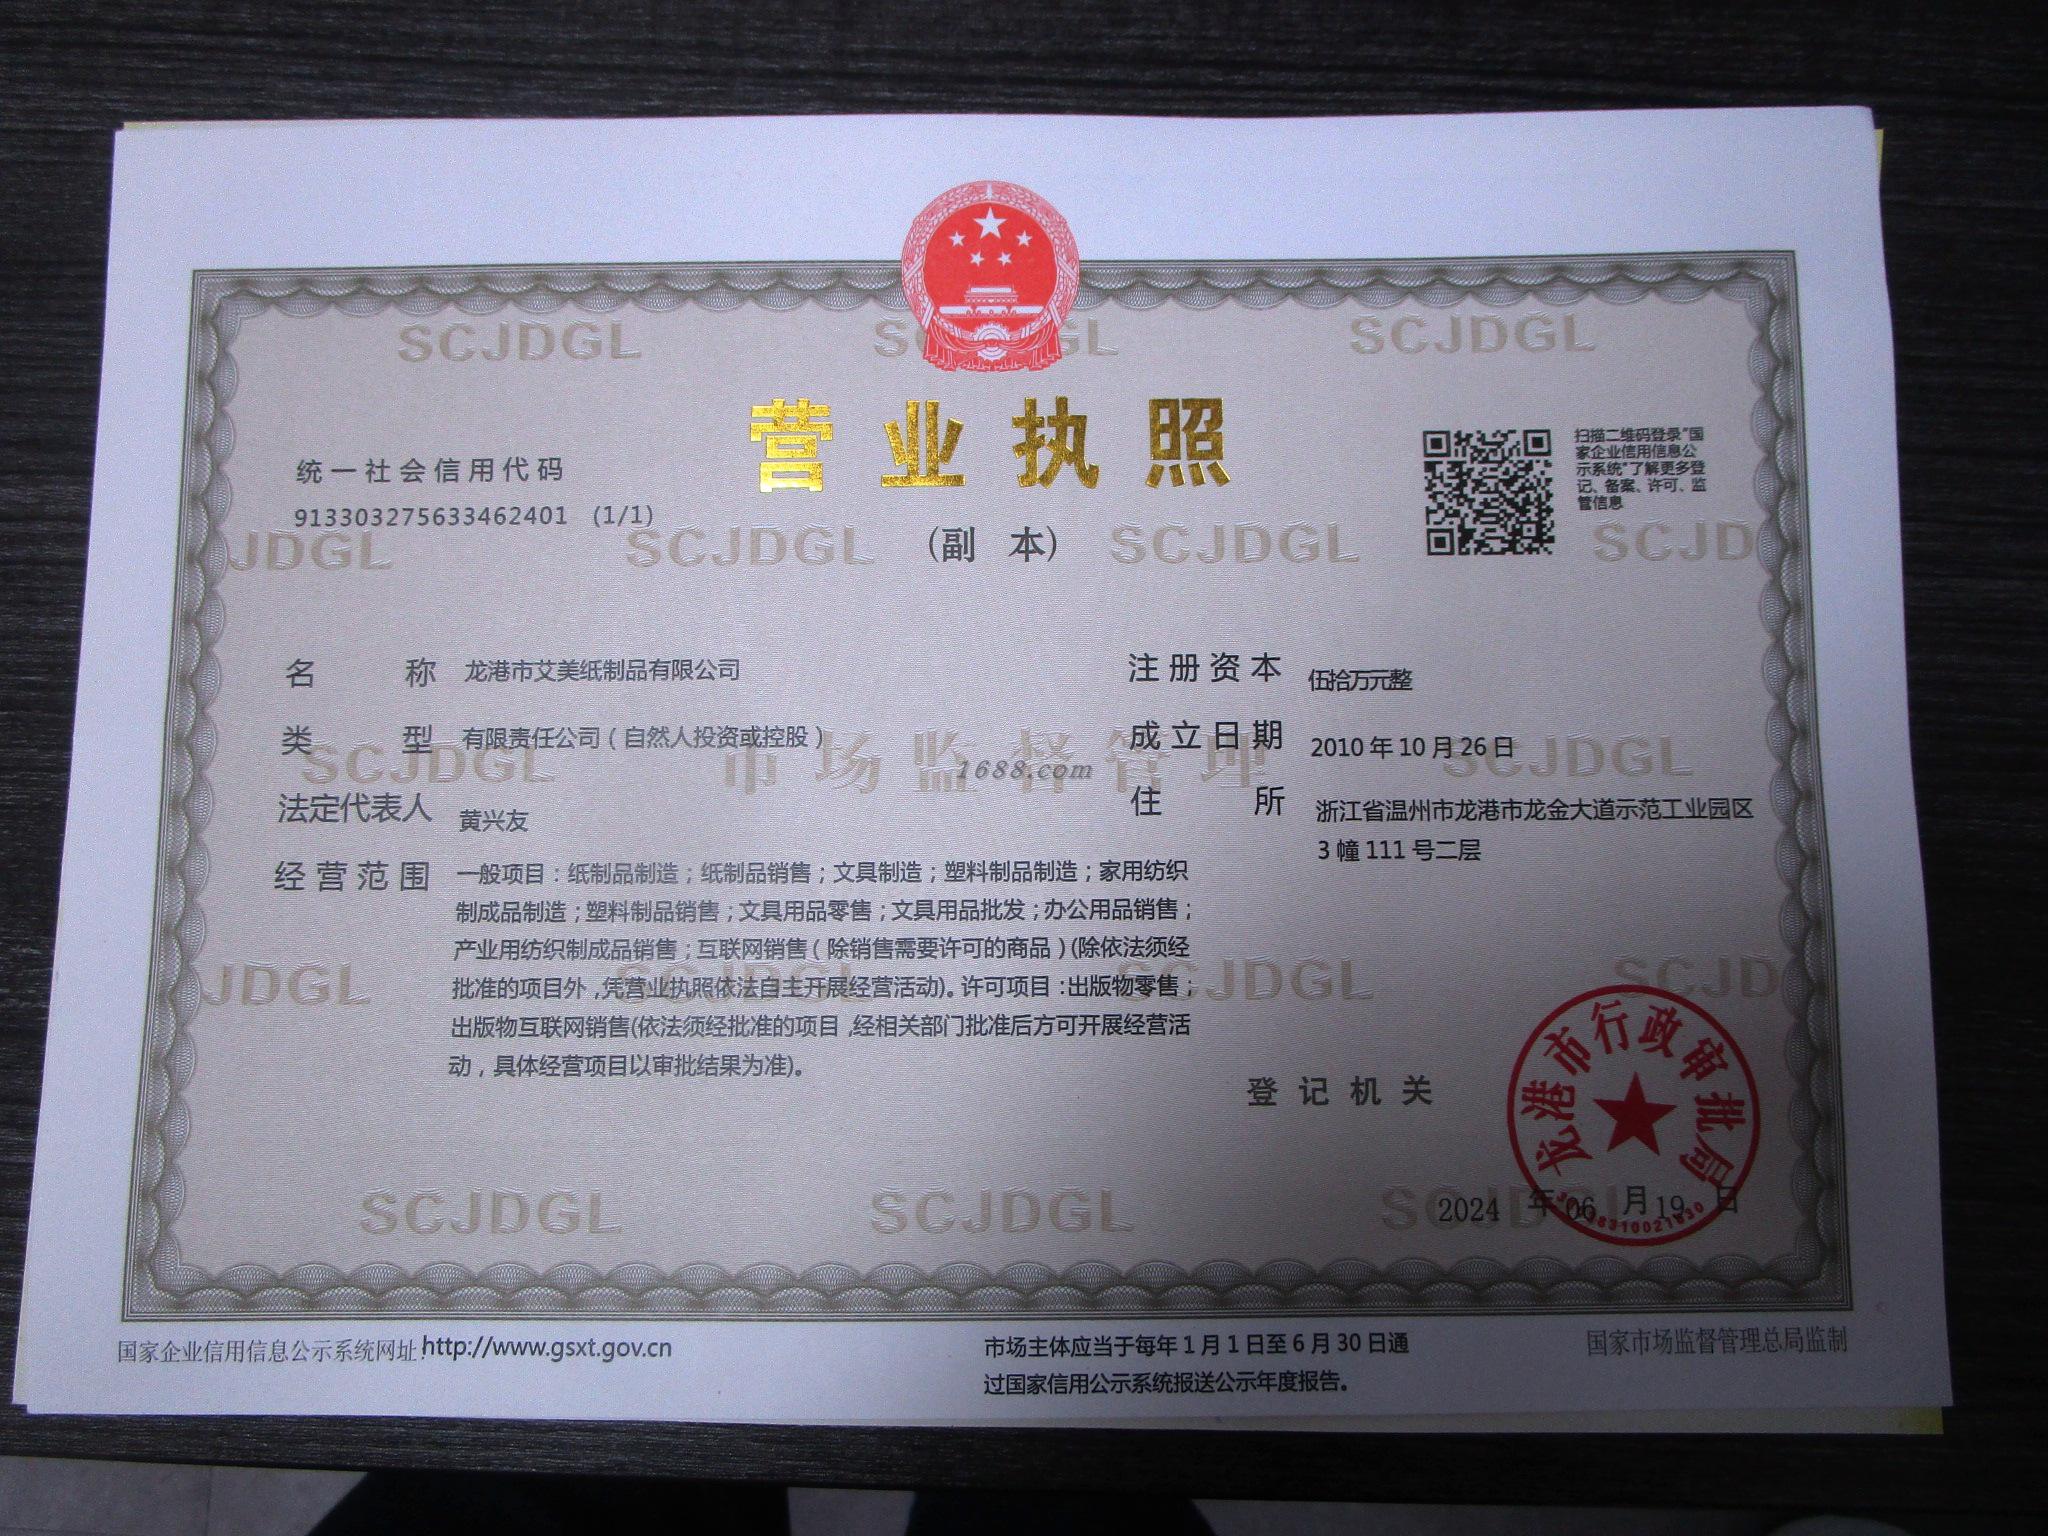 SCJDGL SCJDGL SCJDGL
营业执照
(副 本)
统一社会信用代码
913303275633462401 (1/1)
扫描二维码登录"国
家企业信用信息公
示系统"了解更多登
记、备案、许可、监
管信息
JDGL SCJDGL SCJDGL SCJD
名 称 龙港市艾美纸制品有限公司
类 型 有限责任公司(自然人投资或控股)
法定代表人 黄兴友
经营范围 一般项目:纸制品制造;纸制品销售;文具制造;塑料制品制造;家用纺织
制成品制造;塑料制品销售;文具用品零售;文具用品批发;办公用品销售;
产业用纺织制成品销售;互联网销售(除销售需要许可的商品)(除依法须经
批准的项目外,凭营业执照依法自主开展经营活动)。许可项目:出版物零售;
出版物互联网销售(依法须经批准的项目,经相关部门批准后方可开展经营活
动,具体经营项目以审批结果为准)。
注册资本 伍拾万元整
成立日期 2010年10月26日
住 所 浙江省温州市龙港市龙金大道示范工业园区
3幢111号二层
SCJDGL 市场监督管理 SCJDGL
1688.com
JDGL SCJDGL SCJDGL SCJD
登记机关
龙港市行政审批局
2024 年 06 月 19 日
SCJDGL SCJDGL SCJDGL
国家企业信用信息公示系统网址:http://www.gsxt.gov.cn
市场主体应当于每年1月1日至6月30日通
过国家信用公示系统报送公示年度报告。
国家市场监督管理总局监制